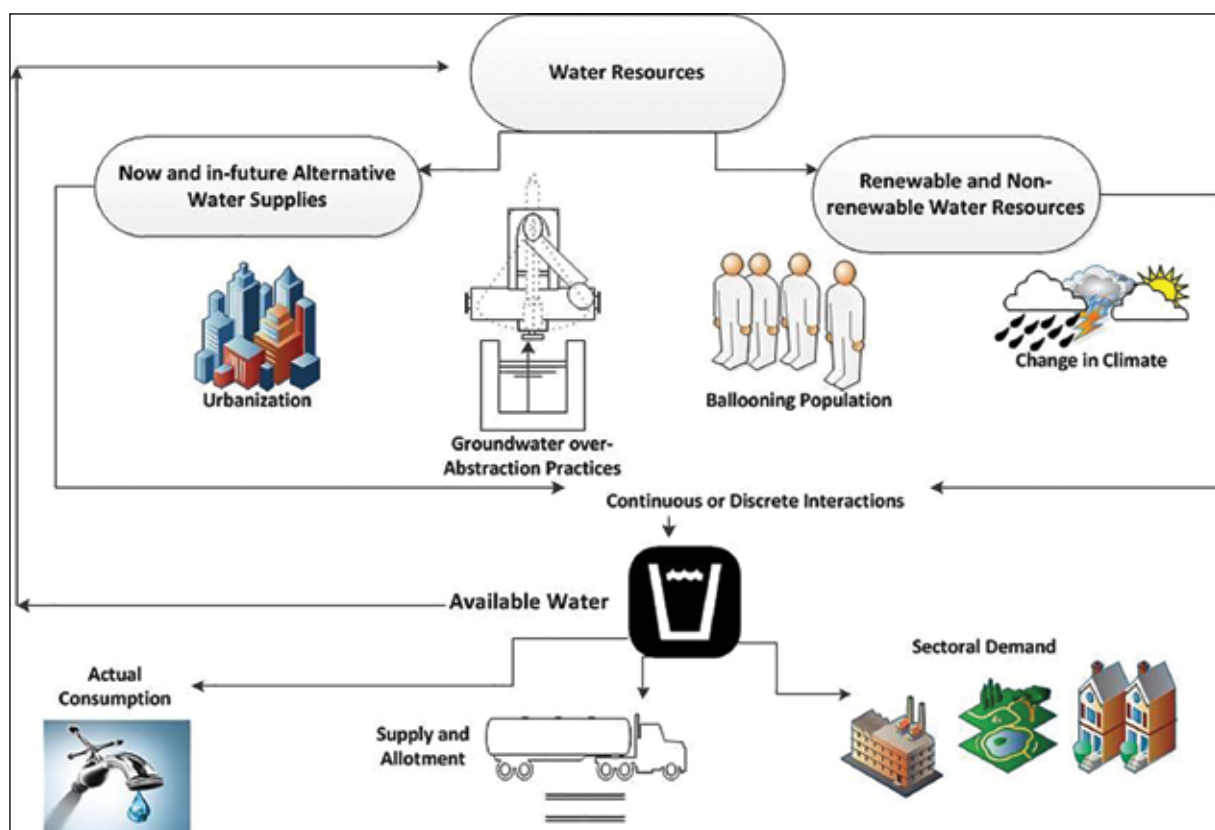 Water Resources
Now and in-future Alternative
Water Supplies
Renewable and Non-
renewable Water Resources
Urbanization
Groundwater over-
Abstraction Practices
Ballooning Population
Change in Climate
Continuous or Discrete Interactions
Available Water
Actual
Consumption
Supply and
Allotment
Sectoral Demand